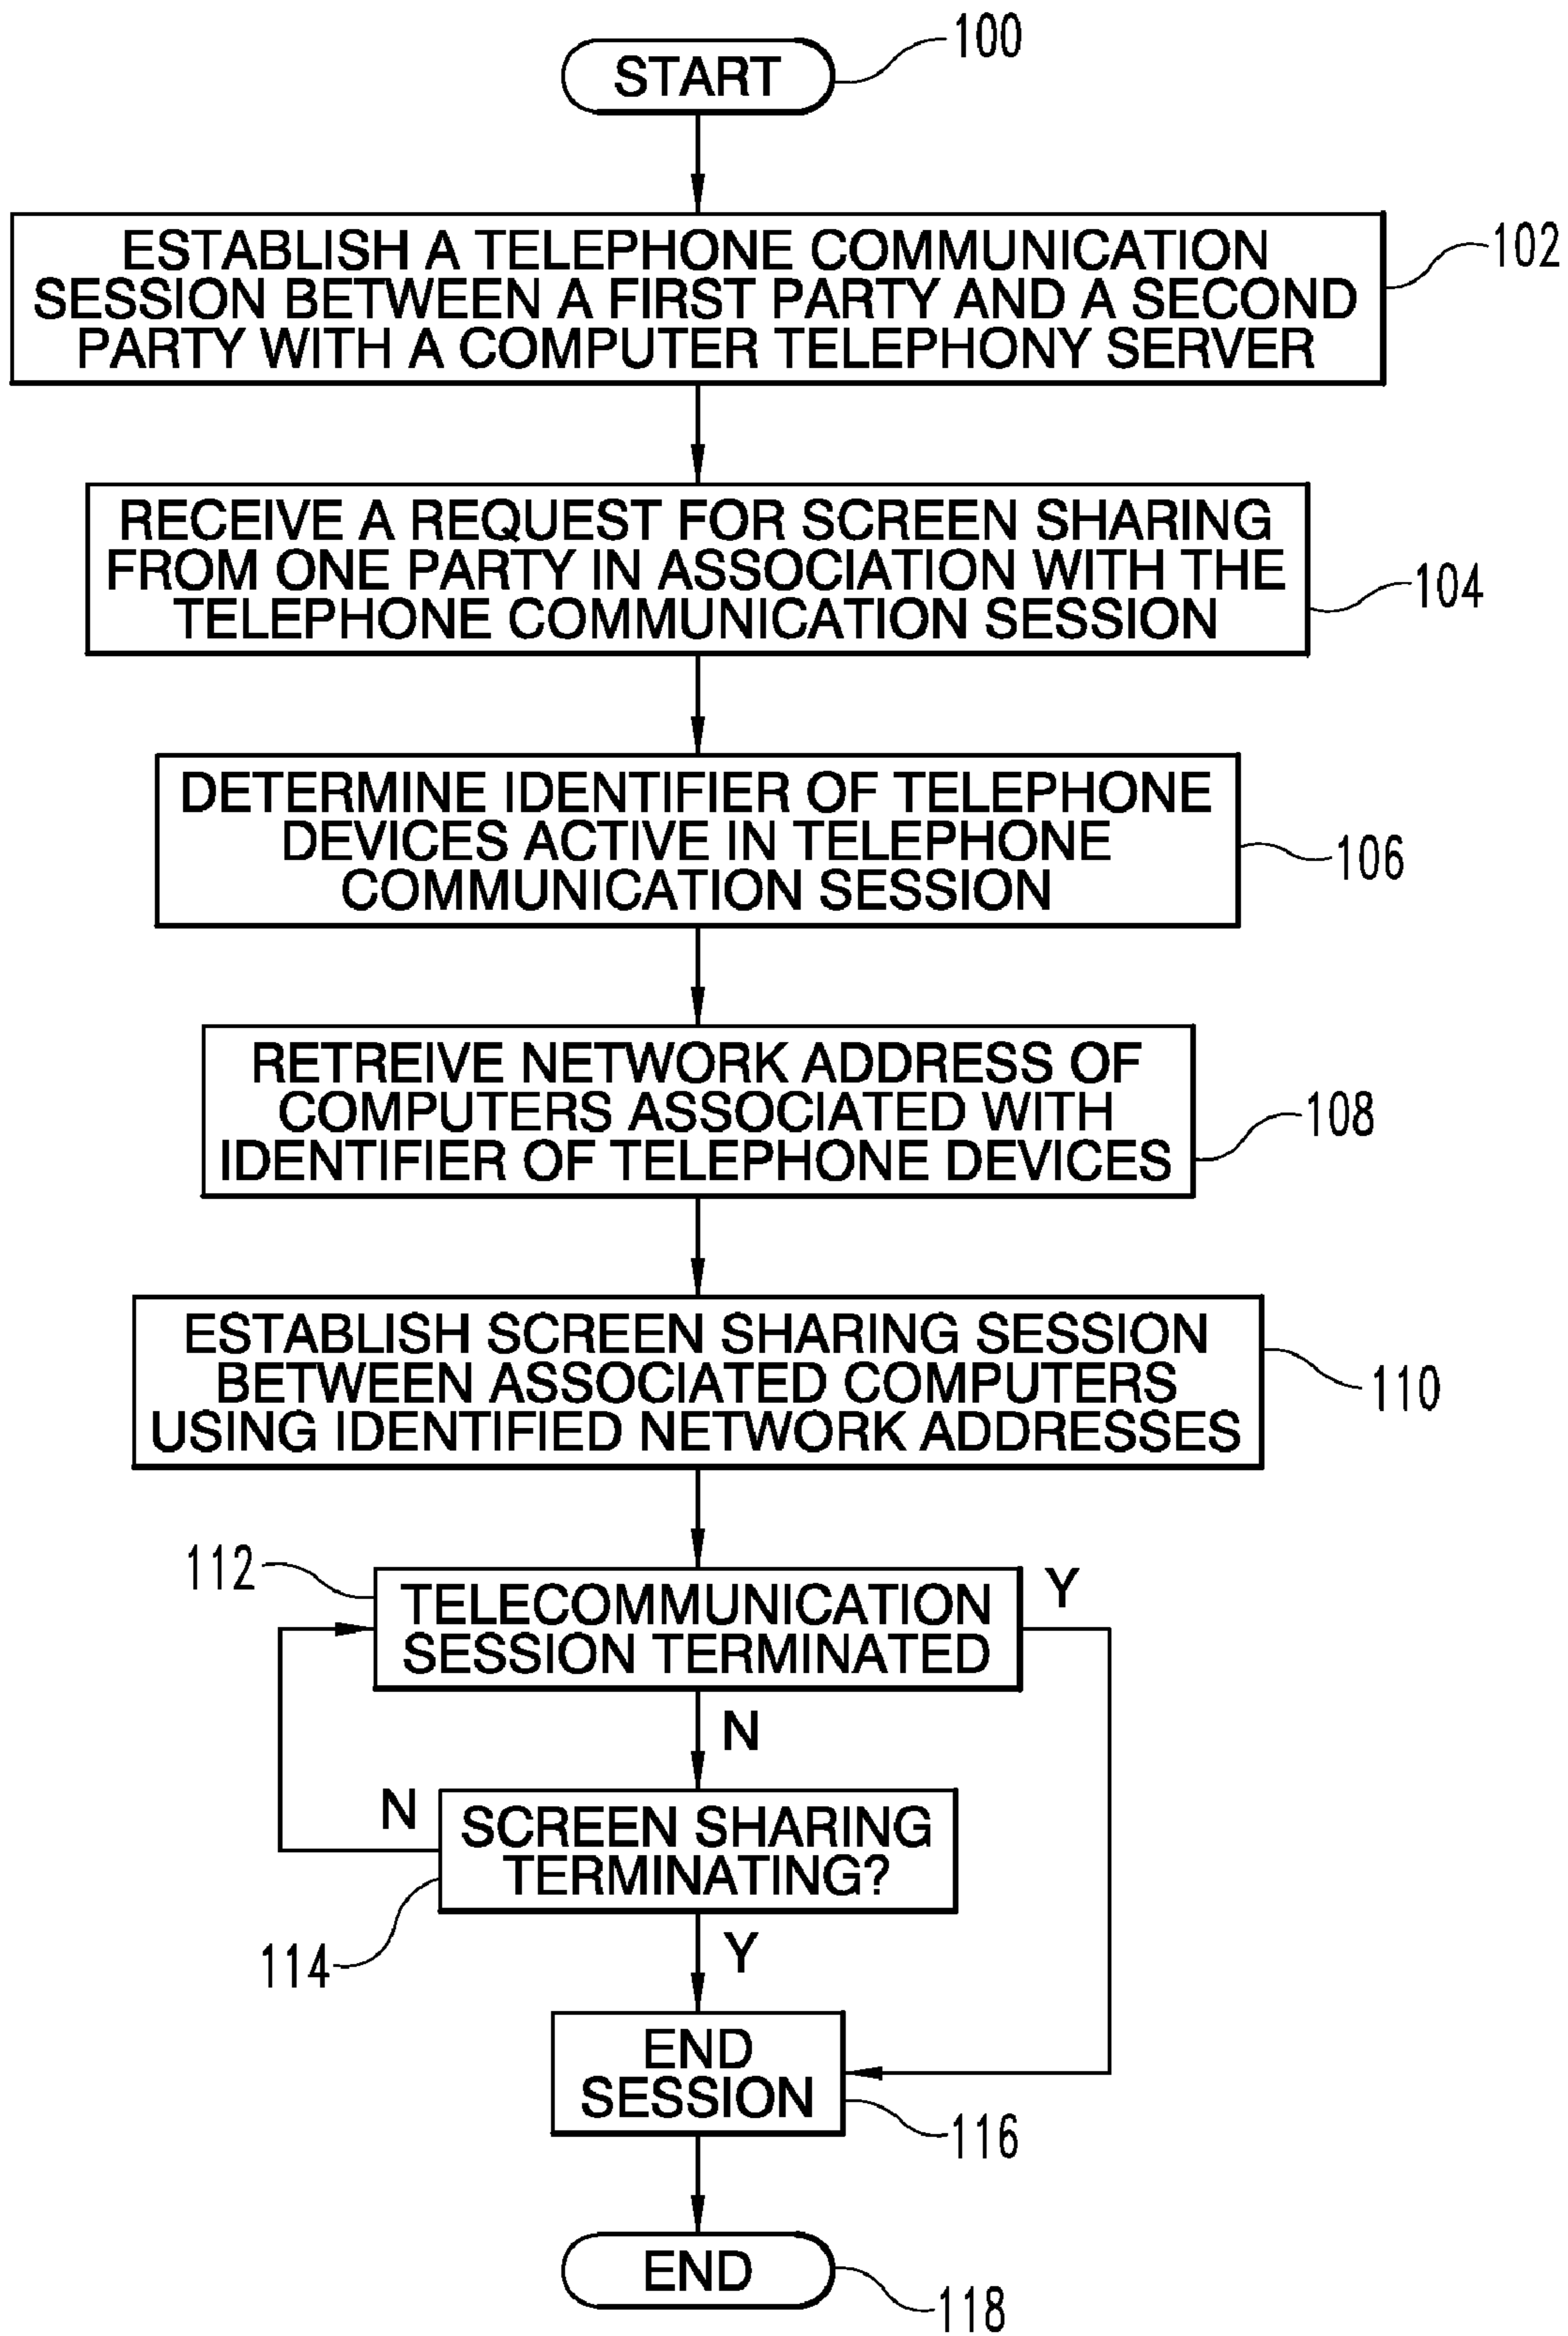 START
100
ESTABLISH A TELEPHONE COMMUNICATION
SESSION BETWEEN A FIRST PARTY AND A SECOND
PARTY WITH A COMPUTER TELEPHONY SERVER
102
RECEIVE A REQUEST FOR SCREEN SHARING
FROM ONE PARTY IN ASSOCIATION WITH THE
TELEPHONE COMMUNICATION SESSION
104
DETERMINE IDENTIFIER OF TELEPHONE
DEVICES ACTIVE IN TELEPHONE
COMMUNICATION SESSION
106
RETREIVE NETWORK ADDRESS OF
COMPUTERS ASSOCIATED WITH
IDENTIFIER OF TELEPHONE DEVICES
108
ESTABLISH SCREEN SHARING SESSION
BETWEEN ASSOCIATED COMPUTERS
USING IDENTIFIED NETWORK ADDRESSES
110
112
TELECOMMUNICATION
SESSION TERMINATED
Y
N
N
SCREEN SHARING
TERMINATING?
114
Y
END
SESSION
116
END
118